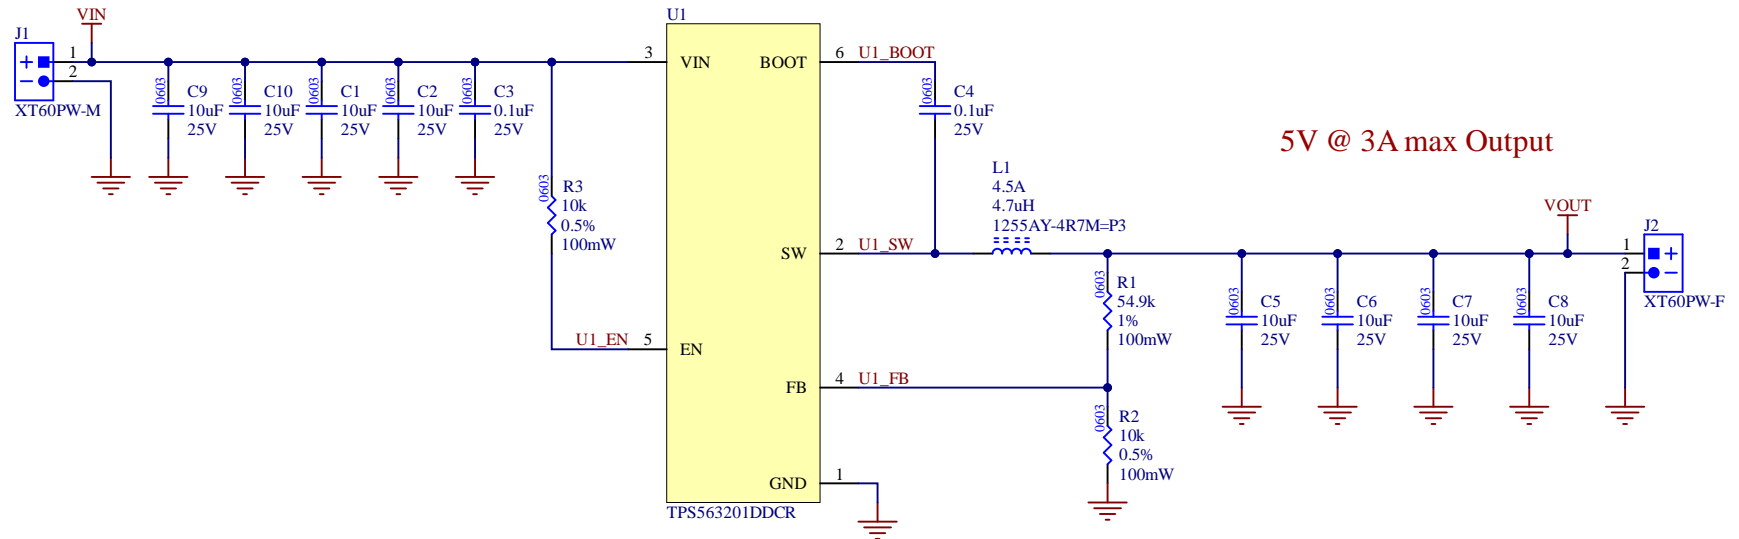 J1
VIN
+ 1
− 2
XT60PW-M
0603
C9
10uF
25V
0603
C10
10uF
25V
0603
C1
10uF
25V
0603
C2
10uF
25V
0603
C3
0.1uF
25V
0603
R3
10k
0.5%
100mW
U1_EN 5
U1
3 VIN
EN
BOOT 6 U1_BOOT
SW 2 U1_SW
FB 4 U1_FB
GND 1
TPS563201DDCR
0603
C4
0.1uF
25V
L1
4.5A
4.7uH
1255AY-4R7M=P3
5V @ 3A max Output
0603
R1
54.9k
1%
100mW
0603
R2
10k
0.5%
100mW
0603
C5
10uF
25V
0603
C6
10uF
25V
0603
C7
10uF
25V
0603
C8
10uF
25V
VOUT
J2
1 +
2 −
XT60PW-F